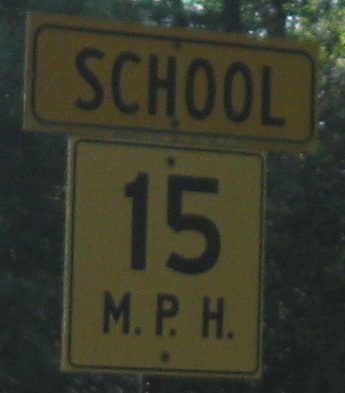 SCHOOL
15
M. P. H.